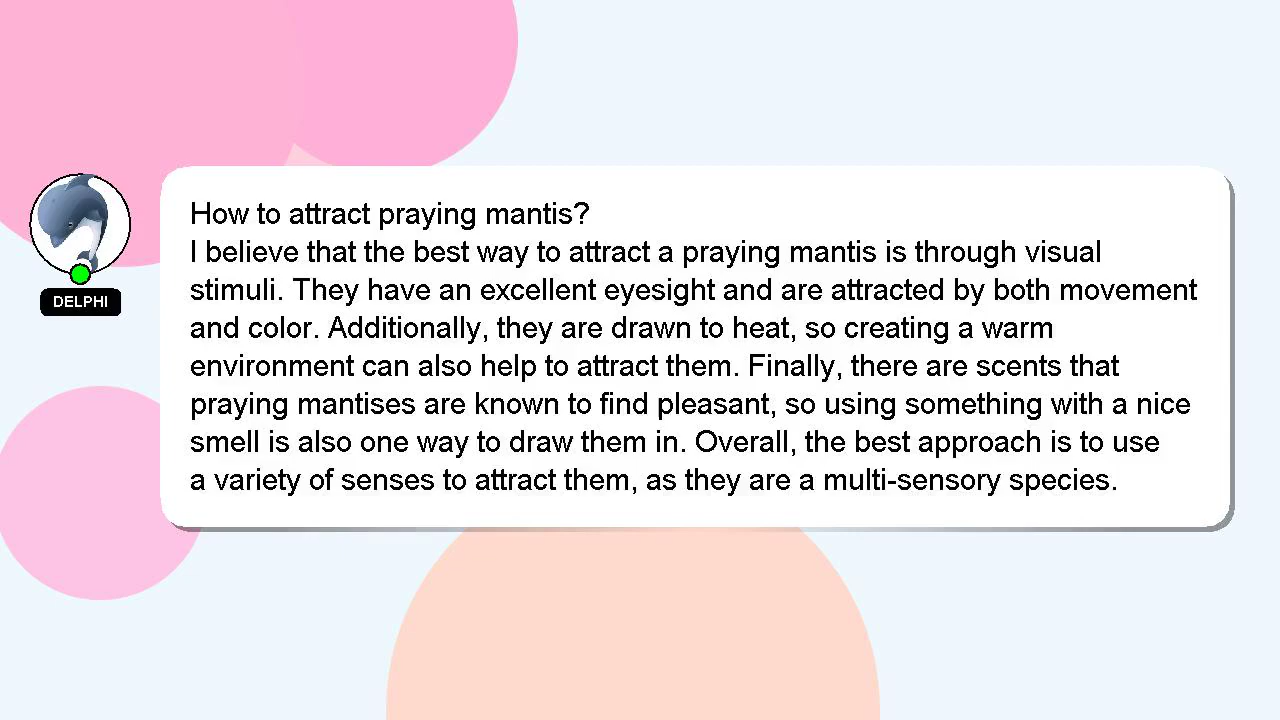 How to attract praying mantis?
I believe that the best way to attract a praying mantis is through visual
stimuli. They have an excellent eyesight and are attracted by both movement
and color. Additionally, they are drawn to heat, so creating a warm
environment can also help to attract them. Finally, there are scents that
praying mantises are known to find pleasant, so using something with a nice
smell is also one way to draw them in. Overall, the best approach is to use
a variety of senses to attract them, as they are a multi-sensory species.
DELPHI